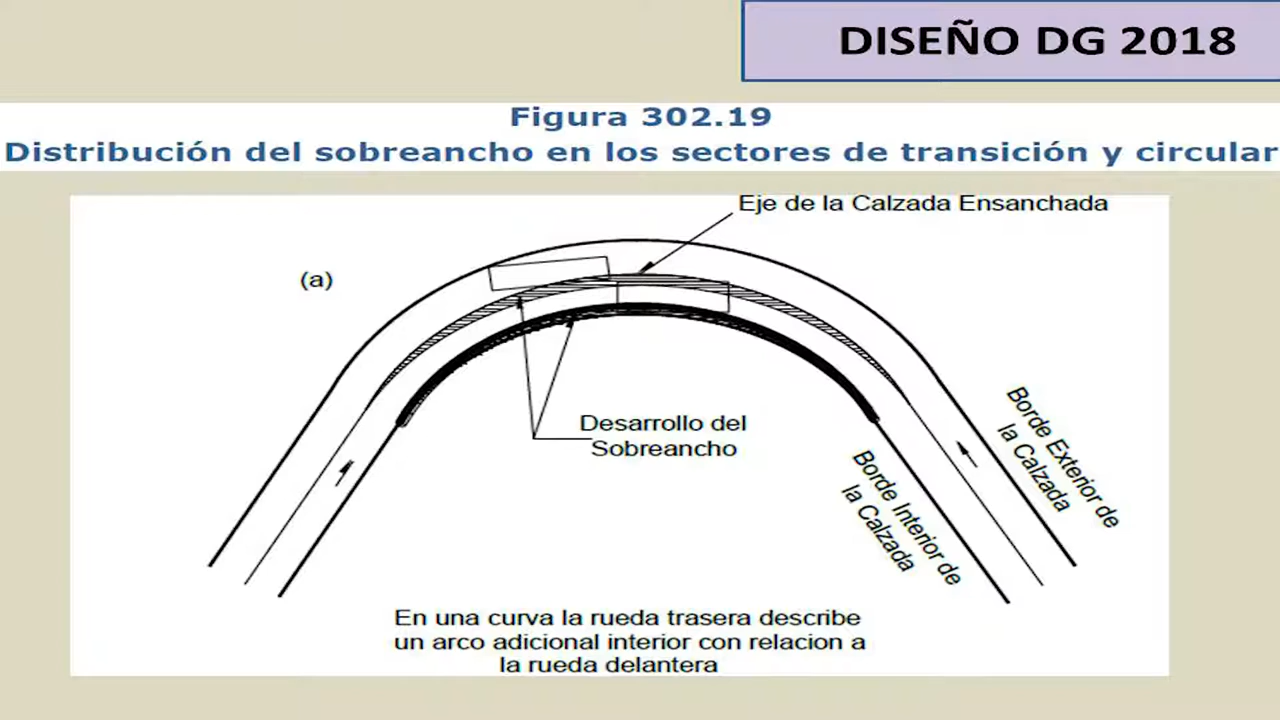 DISEÑO DG 2018
Figura 302.19
Distribución del sobreancho en los sectores de transición y circular
Eje de la Calzada Ensanchada
(a)
Desarrollo del
Sobreancho
Borde Exterior de
la Calzada
Borde Interior de
la Calzada
En una curva la rueda trasera describe
un arco adicional interior con relacion a
la rueda delantera